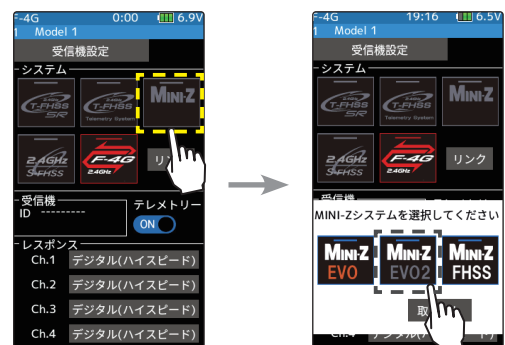 F-4G 0:00 6.9V
1 Model 1
受信機設定
システム
2.4GHz T-FHSS SR
2.4GHz T-FHSS Telemetry System
MINI-Z
2.4GHz S-FHSS
F-4G 2.4GHz
リン
受信機
ID ---------
テレメトリー
ON
レスポンス
Ch.1 デジタル(ハイスピード)
Ch.2 デジタル(ハイスピード)
Ch.3 デジタル(ハイスピード)
Ch.4 デジタル(ハイスピード)
F-4G 19:16 6.5V
1 Model 1
受信機設定
システム
2.4GHz T-FHSS SR
2.4GHz T-FHSS Telemetry System
MINI-Z
2.4GHz S-FHSS
F-4G 2.4GHz
リンク
受信機
MINI-Zシステムを選択してください
MINI-Z EVO
MINI-Z EVO2
MINI-Z FHSS
取
Ch.4